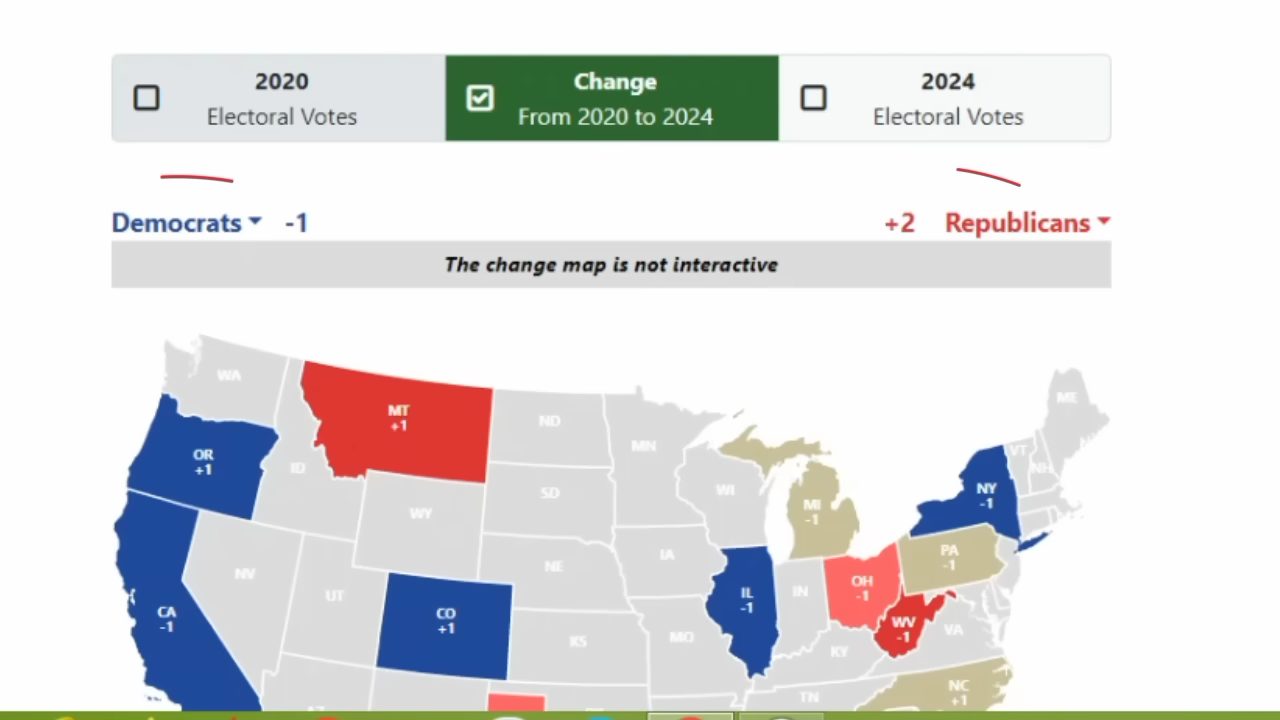 2020
Electoral Votes
Change
From 2020 to 2024
2024
Electoral Votes
Democrats -1
+2 Republicans
The change map is not interactive
WA
MT
+1
ND
MN
ME
OR
+1
ID
SD
WI
MI
-1
VT
NH
NY
-1
WY
IA
PA
-1
NV
NE
UT
CA
-1
CO
+1
IL
-1
IN
OH
-1
WV
-1
VA
KS
MO
KY
TN
NC
+1